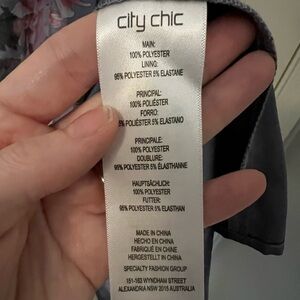 city chic
MAIN:
100% POLYESTER
LINING:
95% POLYESTER 5% ELASTANE
PRINCIPAL:
100% POLIÉSTER
FORRO:
5% POLIÉSTER 5% ELASTANO
PRINCIPALE:
100% POLYESTER
DOUBLURE:
95% POLYESTER 5% ÉLASTHANNE
HAUPTSÄCHLICH:
100% POLYESTER
FUTTER:
95% POLYESTER 5% ELASTHAN
MADE IN CHINA
HECHO EN CHINA
FABRIQUÉ EN CHINE
HERGESTELLT IN CHINA
SPECIALTY FASHION GROUP
151-163 WYNDHAM STREET
ALEXANDRIA NSW 2015 AUSTRALIA